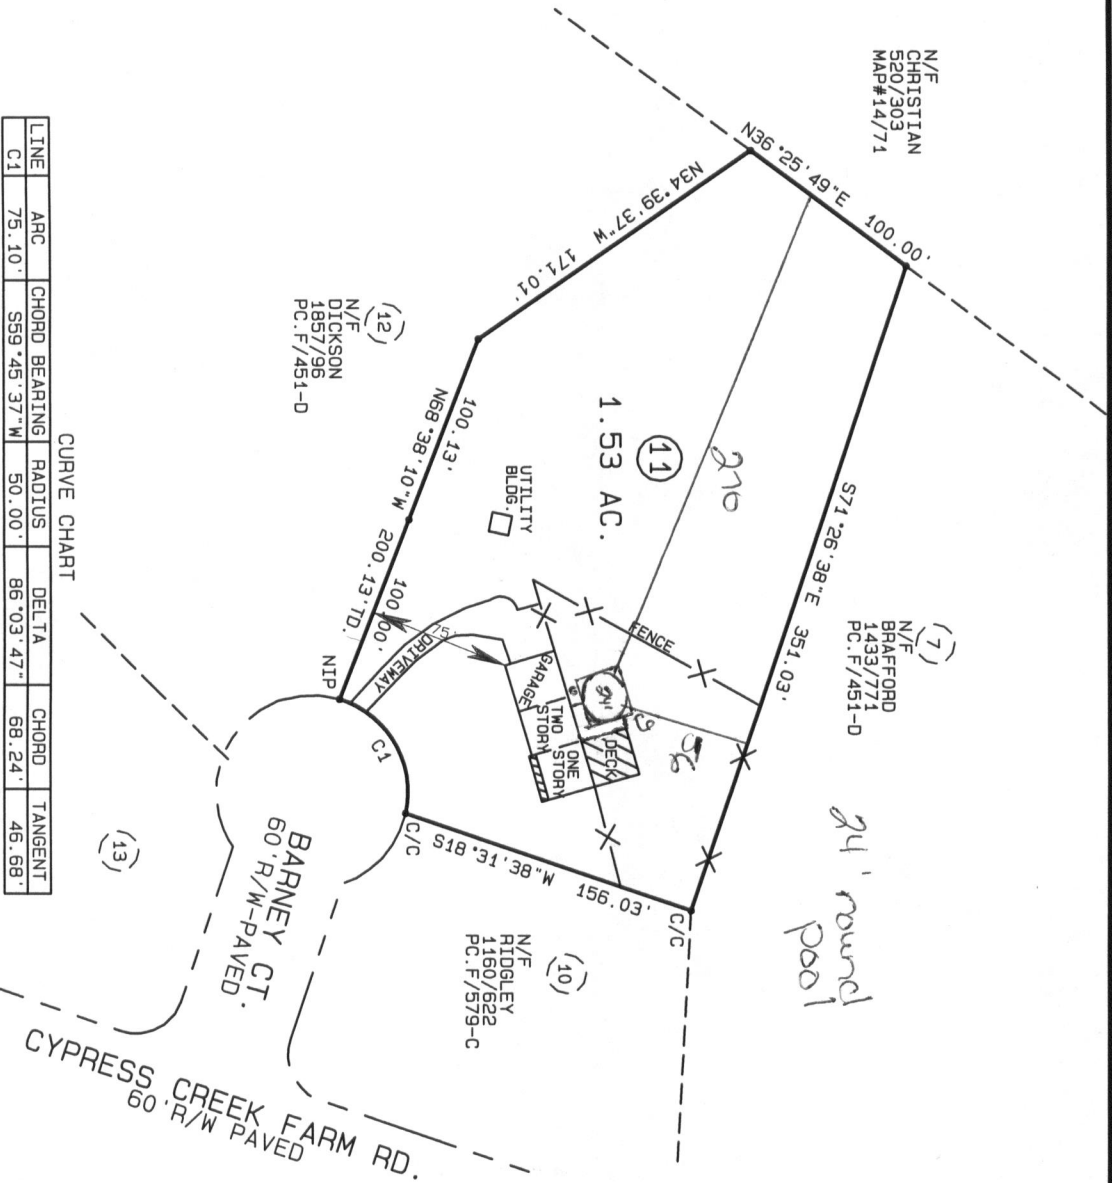 N/F
CHRISTIAN
520/303
MAP#14/71
N36°25'49"E 100.00'
N34°39'37"W 171.01'
S71°26'38"E 351.03'
(7)
N/F
BRAFFORD
1433/771
PC.F/451-D
270
11
1.53 AC.
(12)
N/F
DICKSON
1857/96
PC.F/451-D
100.13'
N68°38'10"W 200.13'TD.
100.00'
UTILITY
BLDG.
FENCE
75'
DRIVEWAY
GARAGE
TWO
STORY
ONE
STORY
DECK
24'
56
24' round
pool
NIP
C1
C/C
S18°31'38"W 156.03'
C/C
(10)
N/F
RIDGLEY
1160/622
PC.F/579-C
(13)
BARNEY CT.
60'R/W-PAVED
CYPRESS CREEK FARM RD.
60'R/W PAVED
CURVE CHART
LINE ARC CHORD BEARING RADIUS DELTA CHORD TANGENT
C1 75.10' S59°45'37"W 50.00' 86°03'47" 68.24' 46.68'